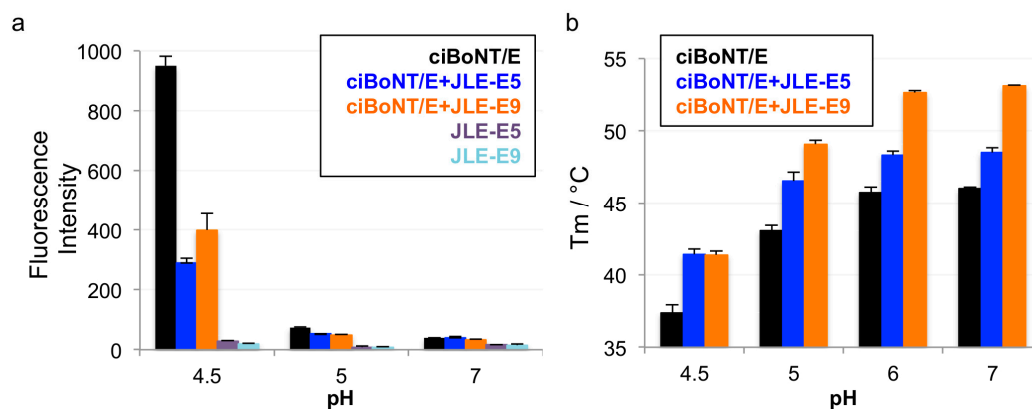 a
Fluorescence
Intensity
1000
800
600
400
200
0
ciBoNT/E
ciBoNT/E+JLE-E5
ciBoNT/E+JLE-E9
JLE-E5
JLE-E9
4.5 5 7
pH
b
Tm / °C
55
50
45
40
35
ciBoNT/E
ciBoNT/E+JLE-E5
ciBoNT/E+JLE-E9
4.5 5 6 7
pH